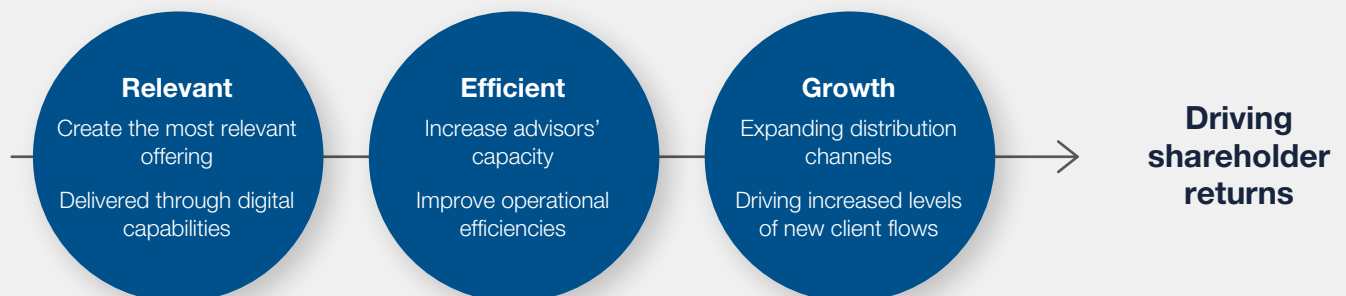 Relevant
Create the most relevant
offering
Delivered through digital
capabilities
Efficient
Increase advisors’
capacity
Improve operational
efficiencies
Growth
Expanding distribution
channels
Driving increased levels
of new client flows
Driving
shareholder
returns